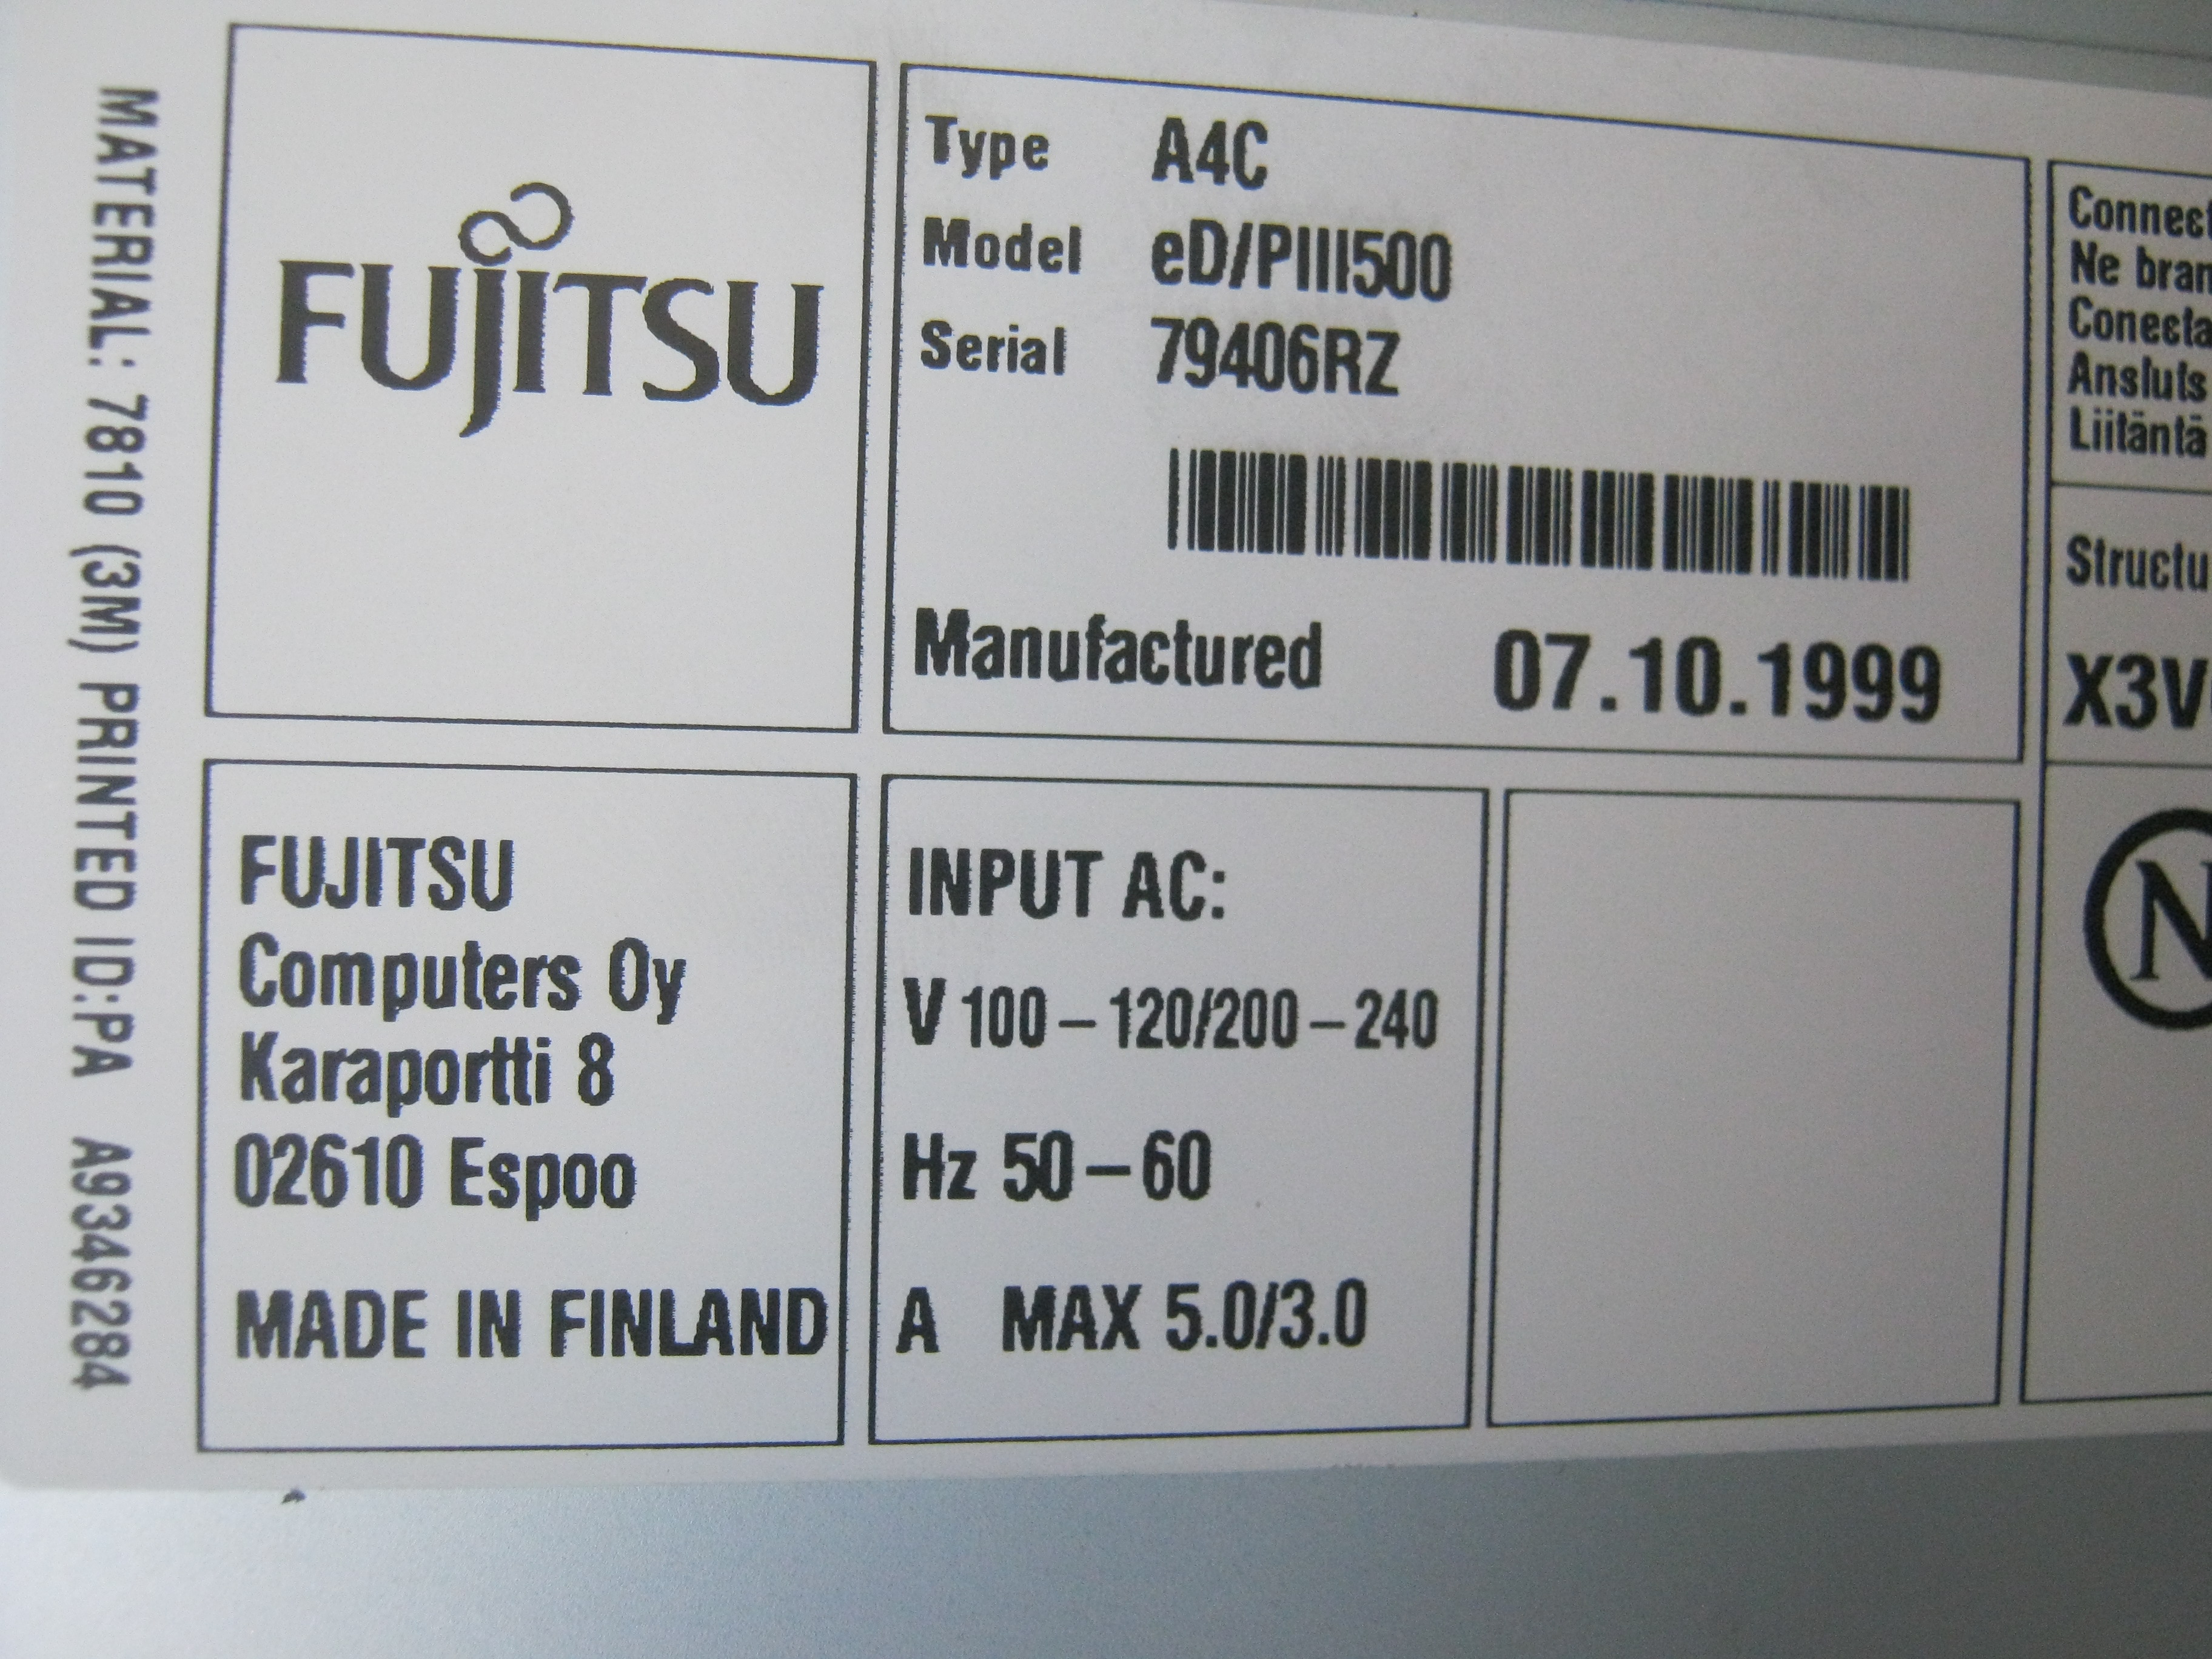 MATERIAL: 7810 (3M) PRINTED ID:PA A9346284
FUJITSU
Type A4C
Model eD/PIII500
Serial 79406RZ
Manufactured 07.10.1999
FUJITSU
Computers Oy
Karaportti 8
02610 Espoo
MADE IN FINLAND
INPUT AC:
V 100 – 120/200 – 240
Hz 50 – 60
A MAX 5.0/3.0
Ne
Liitäntä
N